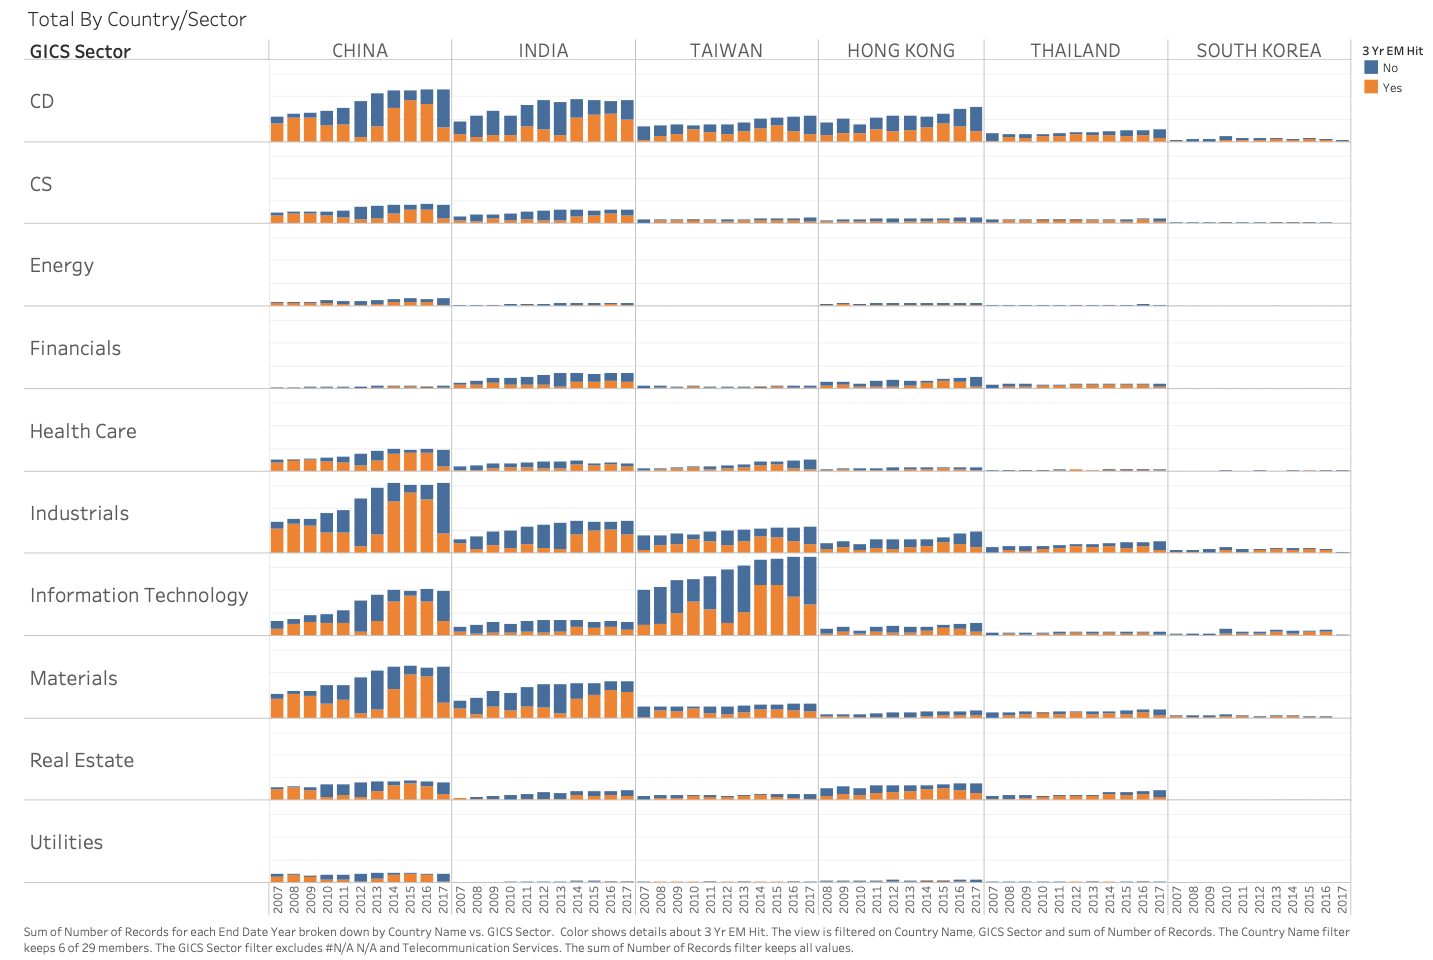 Total By Country/Sector
GICS Sector
CHINA
INDIA
TAIWAN
HONG KONG
THAILAND
SOUTH KOREA
3 Yr EM Hit
No
Yes
CD
CS
Energy
Financials
Health Care
Industrials
Information Technology
Materials
Real Estate
Utilities
2007 2008 2009 2010 2011 2012 2013 2014 2015 2016 2017 2007 2008 2009 2010 2011 2012 2013 2014 2015 2016 2017 2007 2008 2009 2010 2011 2012 2013 2014 2015 2016 2017 2008 2009 2010 2011 2012 2013 2014 2015 2016 2017 2007 2008 2009 2010 2011 2012 2013 2014 2015 2016 2017 2007 2008 2009 2010 2011 2012 2013 2014 2015 2016 2017
Sum of Number of Records for each End Date Year broken down by Country Name vs. GICS Sector.  Color shows details about 3 Yr EM Hit. The view is filtered on Country Name, GICS Sector and sum of Number of Records. The Country Name filter
keeps 6 of 29 members. The GICS Sector filter excludes #N/A N/A and Telecommunication Services. The sum of Number of Records filter keeps all values.